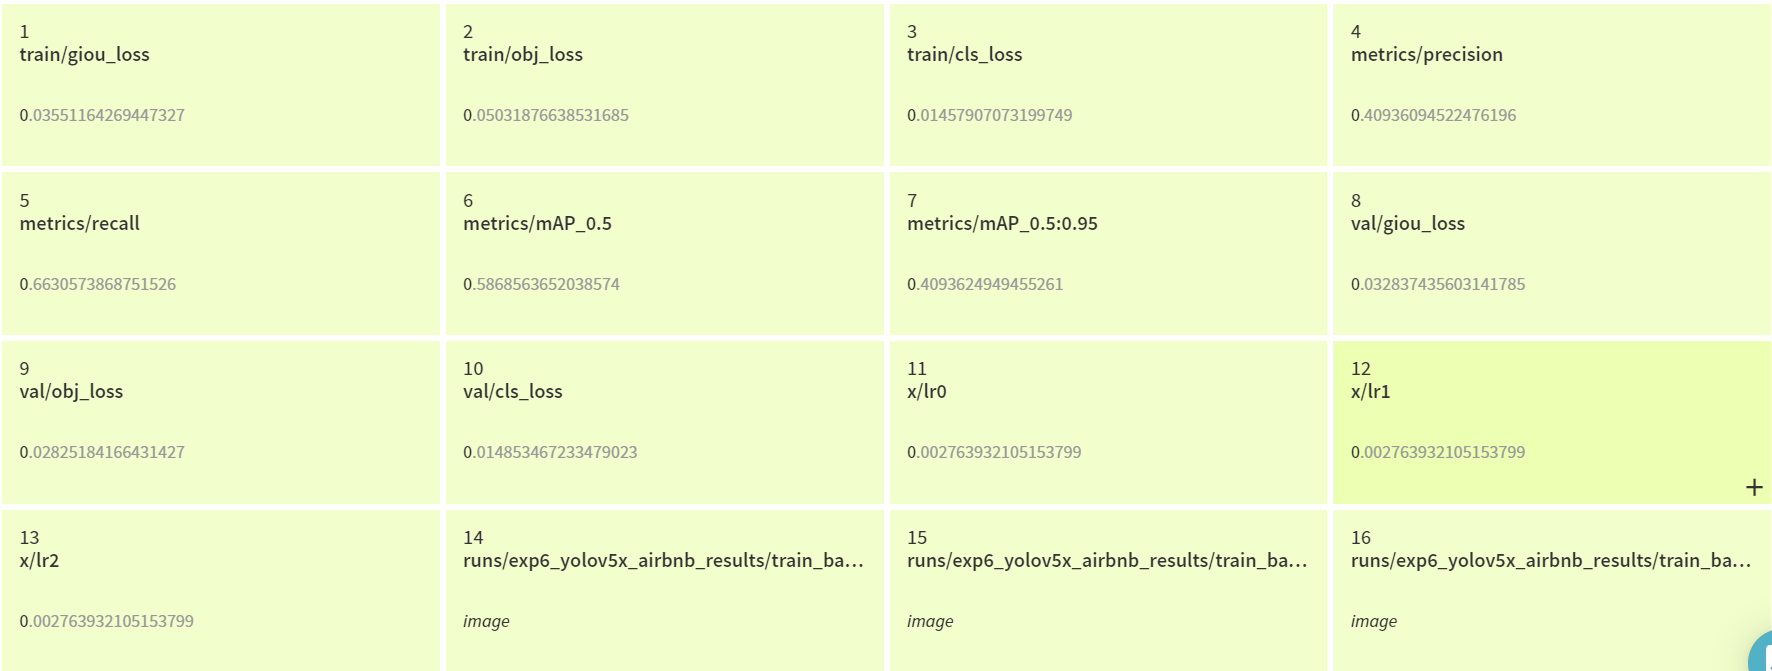 1
train/giou_loss
0.03551164269447327
2
train/obj_loss
0.05031876638531685
3
train/cls_loss
0.01457907073199749
4
metrics/precision
0.40936094522476196
5
metrics/recall
0.6630573868751526
6
metrics/mAP_0.5
0.5868563652038574
7
metrics/mAP_0.5:0.95
0.4093624949455261
8
val/giou_loss
0.032837435603141785
9
val/obj_loss
0.02825184166431427
10
val/cls_loss
0.014853467233479023
11
x/lr0
0.002763932105153799
12
x/lr1
0.002763932105153799
+
13
x/lr2
0.002763932105153799
14
runs/exp6_yolov5x_airbnb_results/train_ba...
image
15
runs/exp6_yolov5x_airbnb_results/train_ba...
image
16
runs/exp6_yolov5x_airbnb_results/train_ba...
image